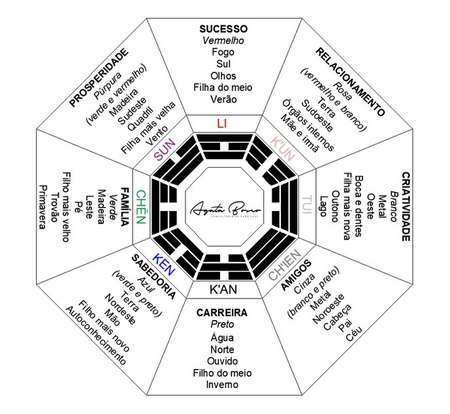 SUCESSO
Vermelho
Fogo
Sul
Olhos
Filha do meio
Verão
LI
RELACIONAMENTO
Rosa
(vermelho e branco)
Terra
Sudoeste
Órgãos internos
Mãe e Irmã
K'UN
CRIATIVIDADE
Branco
Metal
Oeste
Boca e dentes
Filha mais nova
Outono
Lago
TUI
AMIGOS
Cinza
(branco e preto)
Metal
Noroeste
Cabeça
Pai
Céu
CH'IEN
K'AN
CARREIRA
Preto
Água
Norte
Ouvido
Filho do meio
Inverno
KEN
SABEDORIA
Azul
(verde e preto)
Terra
Nordeste
Mão
Filho mais novo
Autoconhecimento
CHÊN
FAMÍLIA
Verde
Madeira
Leste
Pé
Filho mais velho
Trovão
Primavera
PROSPERIDADE
Púrpura
(verde e vermelho)
Madeira
Sudeste
Quadril
Filha mais velha
Vento
SUN